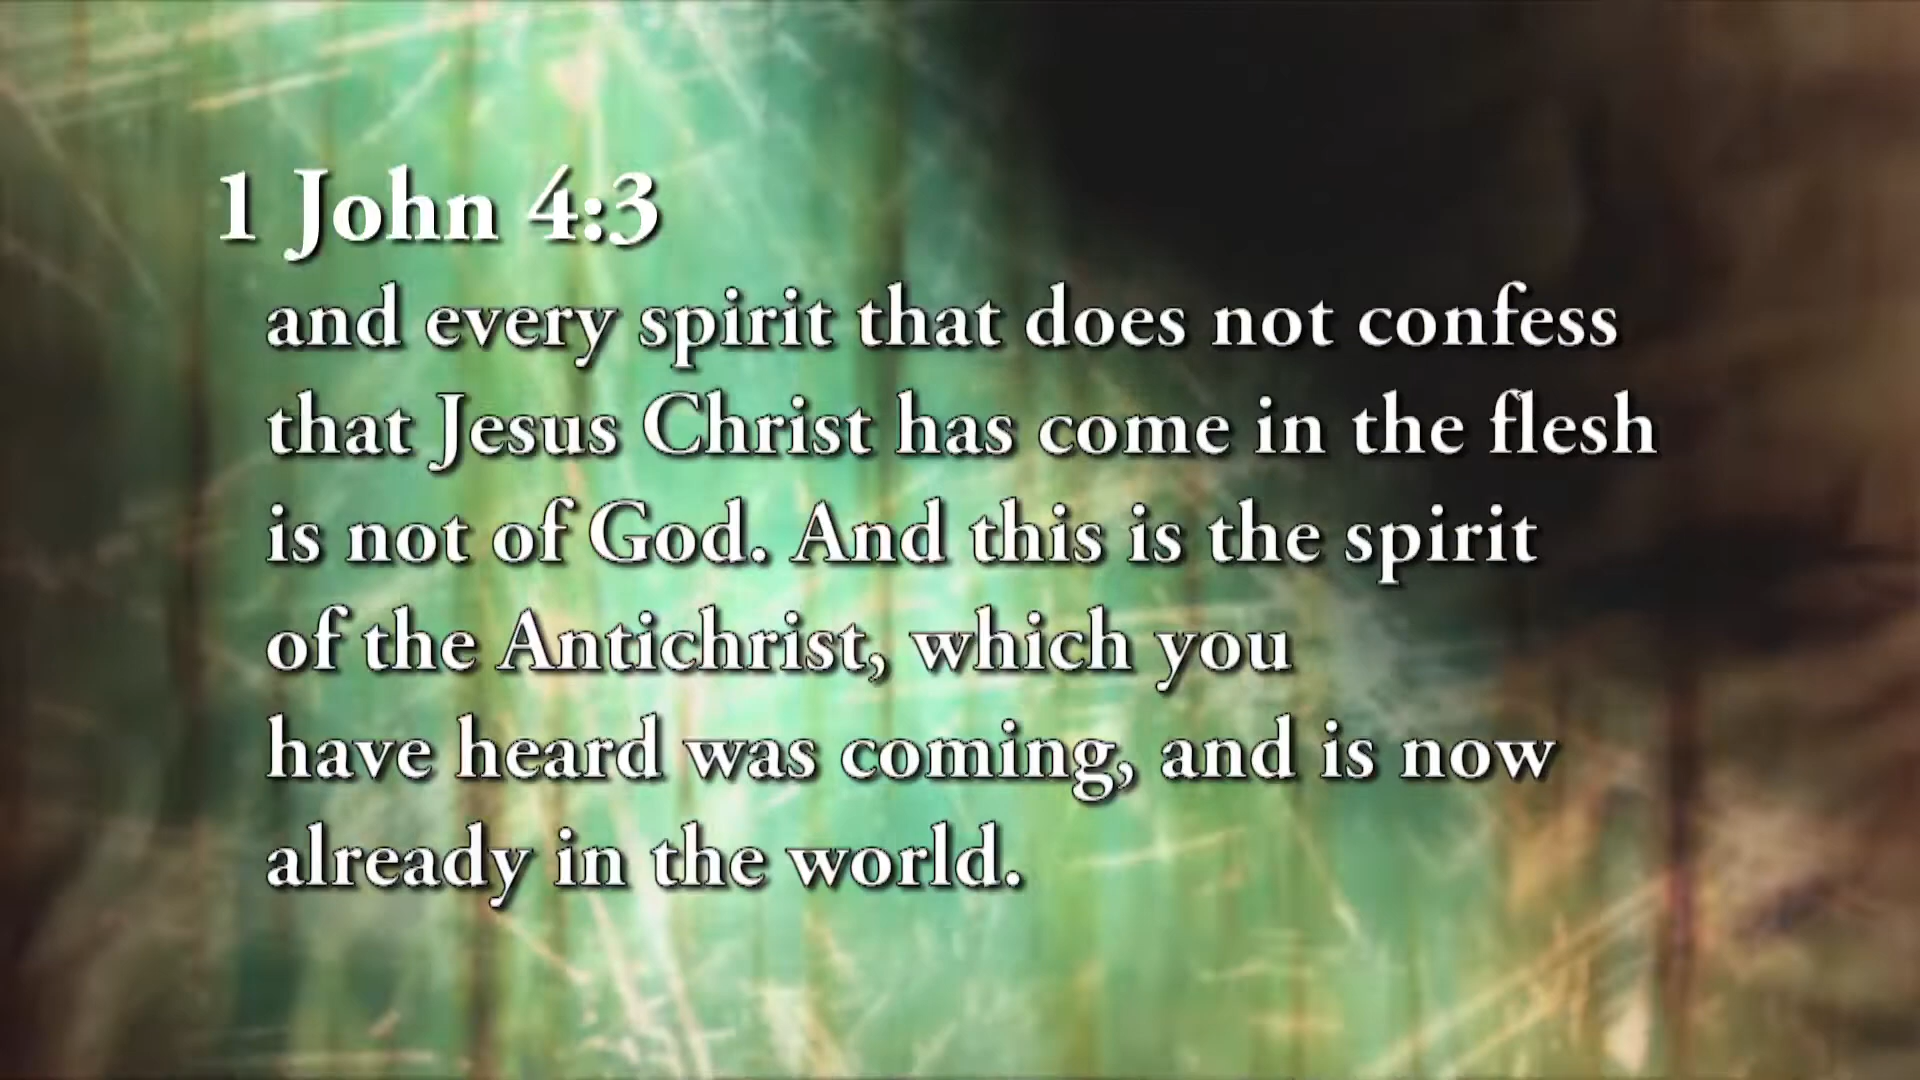 1 John 4:3
and every spirit that does not confess
that Jesus Christ has come in the flesh
is not of God. And this is the spirit
of the Antichrist, which you
have heard was coming, and is now
already in the world.